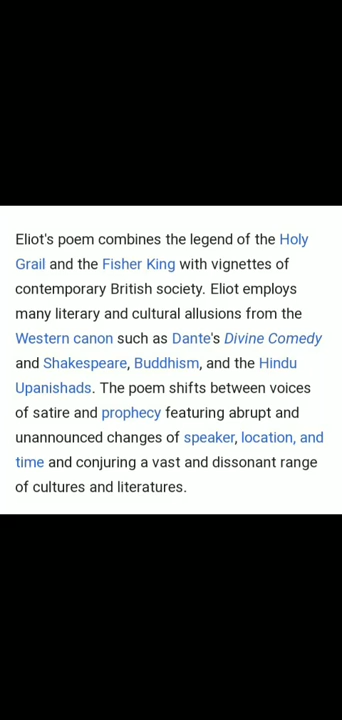 Eliot's poem combines the legend of the Holy
Grail and the Fisher King with vignettes of
contemporary British society. Eliot employs
many literary and cultural allusions from the
Western canon such as Dante's Divine Comedy
and Shakespeare, Buddhism, and the Hindu
Upanishads. The poem shifts between voices
of satire and prophecy featuring abrupt and
unannounced changes of speaker, location, and
time and conjuring a vast and dissonant range
of cultures and literatures.